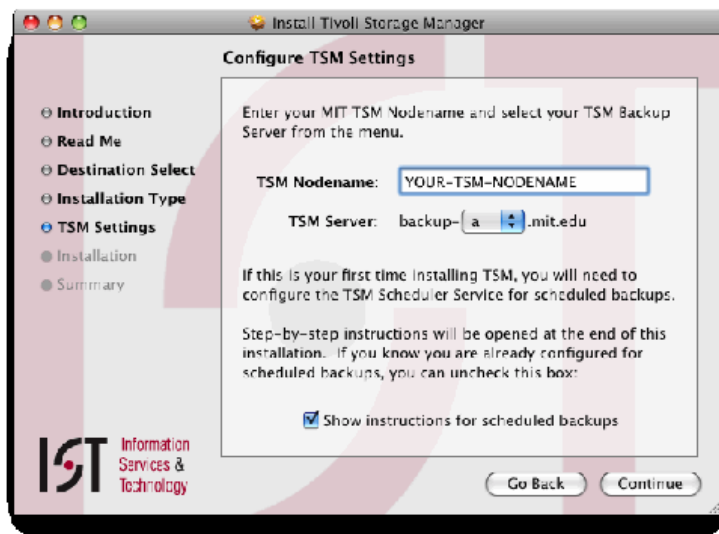 Install Tivoli Storage Manager
Configure TSM Settings
Introduction
Read Me
Destination Select
Installation Type
TSM Settings
Installation
Summary
Enter your MIT TSM Nodename and select your TSM Backup
Server from the menu.
TSM Nodename: YOUR-TSM-NODENAME
TSM Server: backup- a .mit.edu
If this is your first time installing TSM, you will need to
configure the TSM Scheduler Service for scheduled backups.
Step-by-step instructions will be opened at the end of this
installation. If you know you are already configured for
scheduled backups, you can uncheck this box:
Show instructions for scheduled backups
IST Information
Services &
Technology
Go Back Continue